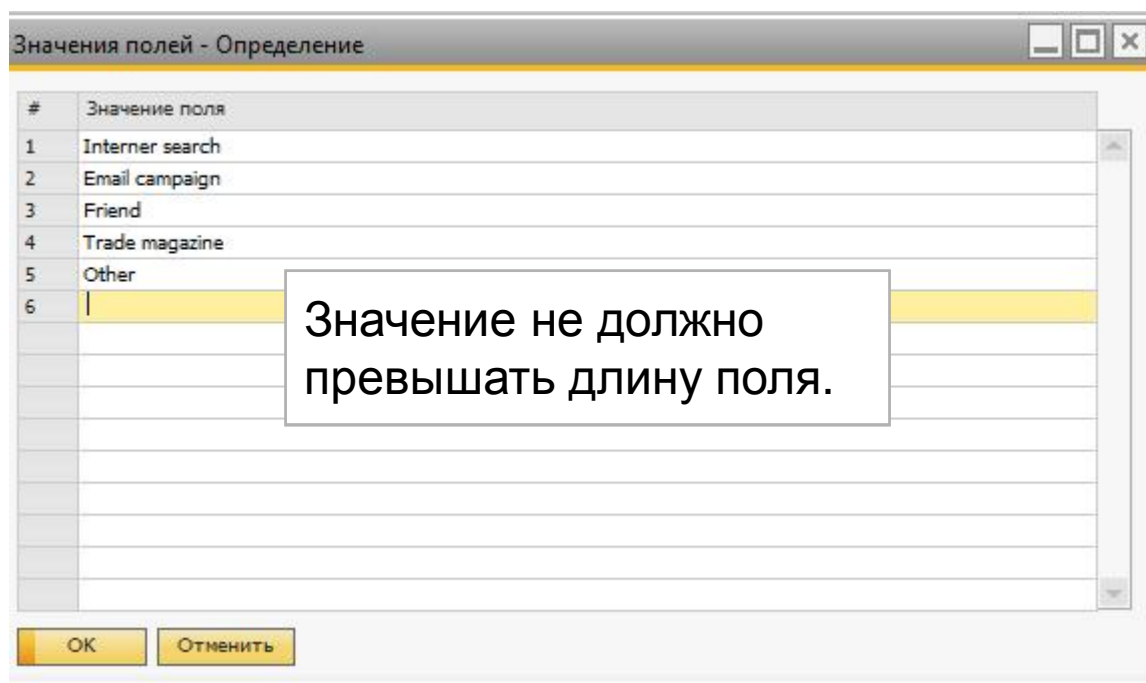 Значения полей - Определение
# Значение поля
1 Interner search
2 Email campaign
3 Friend
4 Trade magazine
5 Other
6
Значение не должно
превышать длину поля.
OK Отменить